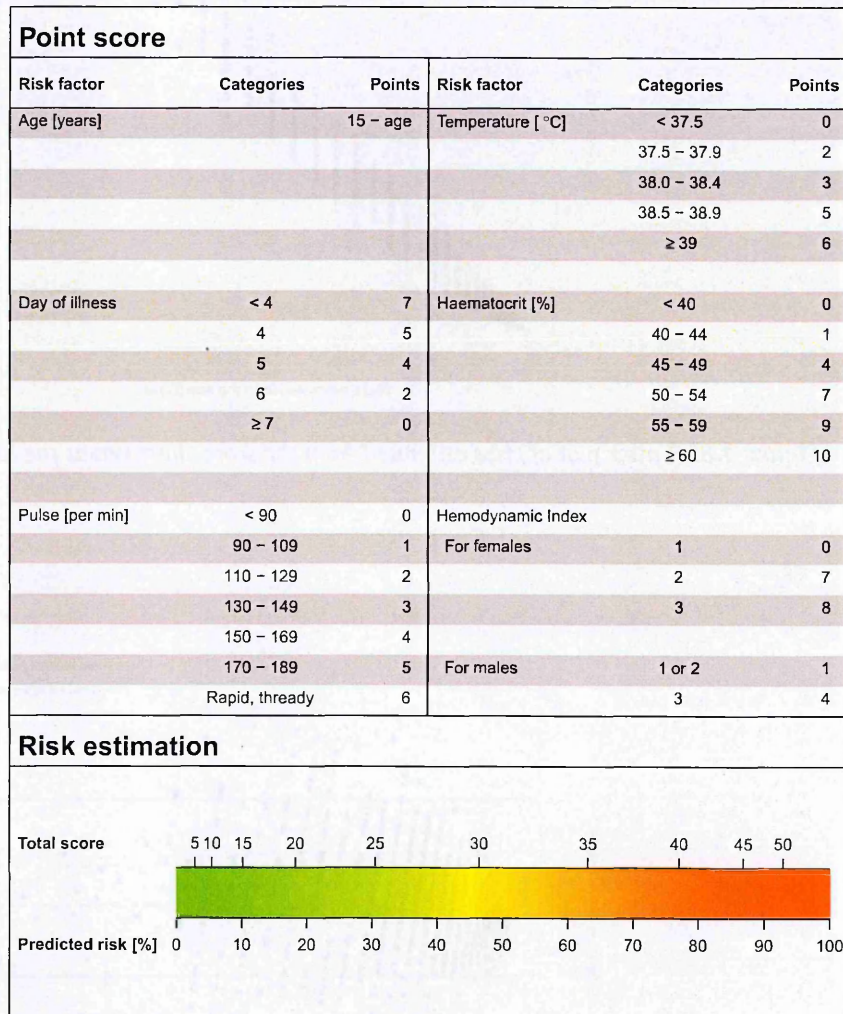 Point score
Risk factor Categories Points Risk factor Categories Points
Age [years] 15 – age Temperature [ °C] < 37.5 0
37.5 – 37.9 2
38.0 – 38.4 3
38.5 – 38.9 5
≥ 39 6
Day of illness < 4 7 Haematocrit [%] < 40 0
4 5 40 – 44 1
5 4 45 – 49 4
6 2 50 – 54 7
≥ 7 0 55 – 59 9
≥ 60 10
Pulse [per min] < 90 0 Hemodynamic Index
90 – 109 1 For females 1 0
110 – 129 2 2 7
130 – 149 3 3 8
150 – 169 4
170 – 189 5 For males 1 or 2 1
Rapid, thready 6 3 4
Risk estimation
Total score 5 10 15 20 25 30 35 40 45 50
Predicted risk [%] 0 10 20 30 40 50 60 70 80 90 100